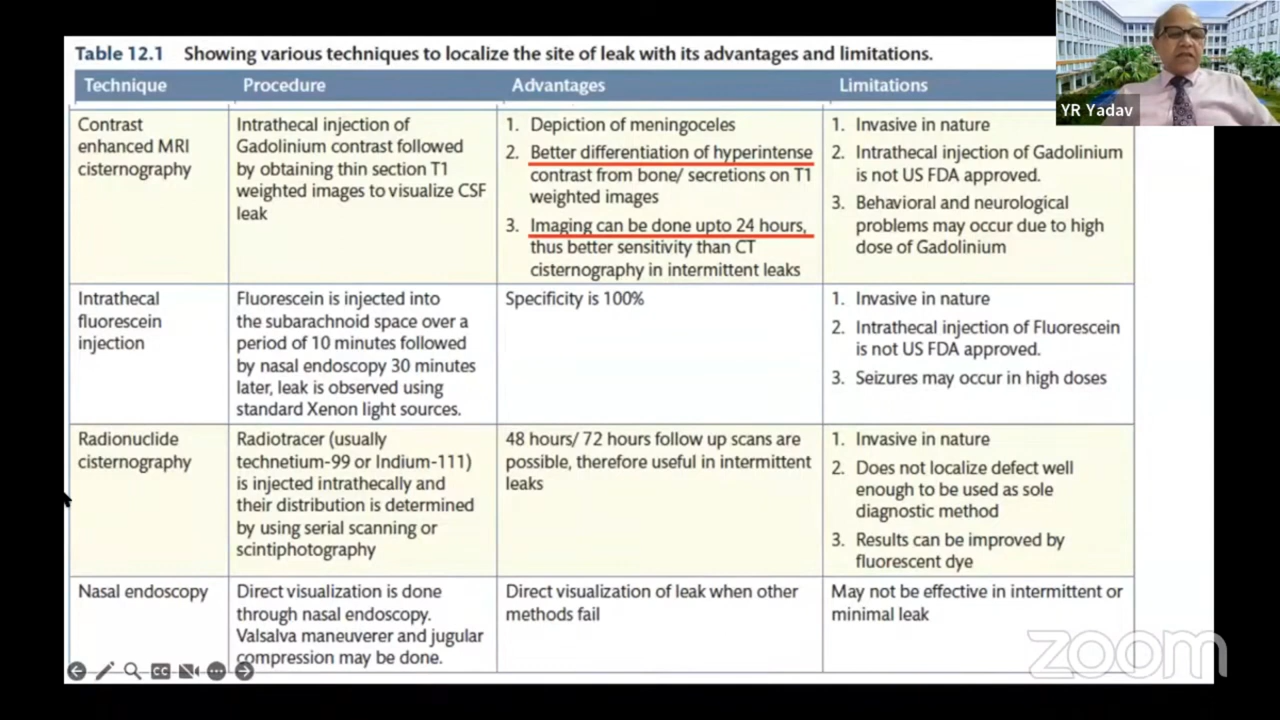 Table 12.1 Showing various techniques to localize the site of leak with its advantages and limitations.
Technique
Procedure
Advantages
Limitations
Contrast
enhanced MRI
cisternography
Intrathecal injection of
Gadolinium contrast followed
by obtaining thin section T1
weighted images to visualize CSF
leak
1. Depiction of meningoceles
2. Better differentiation of hyperintense
contrast from bone/ secretions on T1
weighted images
3. Imaging can be done upto 24 hours,
thus better sensitivity than CT
cisternography in intermittent leaks
1. Invasive in nature
2. Intrathecal injection of Gadolinium
is not US FDA approved.
3. Behavioral and neurological
problems may occur due to high
dose of Gadolinium
Intrathecal
fluorescein
injection
Fluorescein is injected into
the subarachnoid space over a
period of 10 minutes followed
by nasal endoscopy 30 minutes
later, leak is observed using
standard Xenon light sources.
Specificity is 100%
1. Invasive in nature
2. Intrathecal injection of Fluorescein
is not US FDA approved.
3. Seizures may occur in high doses
Radionuclide
cisternography
Radiotracer (usually
technetium-99 or Indium-111)
is injected intrathecally and
their distribution is determined
by using serial scanning or
scintiphotography
48 hours/ 72 hours follow up scans are
possible, therefore useful in intermittent
leaks
1. Invasive in nature
2. Does not localize defect well
enough to be used as sole
diagnostic method
3. Results can be improved by
fluorescent dye
Nasal endoscopy
Direct visualization is done
through nasal endoscopy.
Valsalva maneuverer and jugular
compression may be done.
Direct visualization of leak when other
methods fail
May not be effective in intermittent or
minimal leak
YR Yadav
CC
zoom